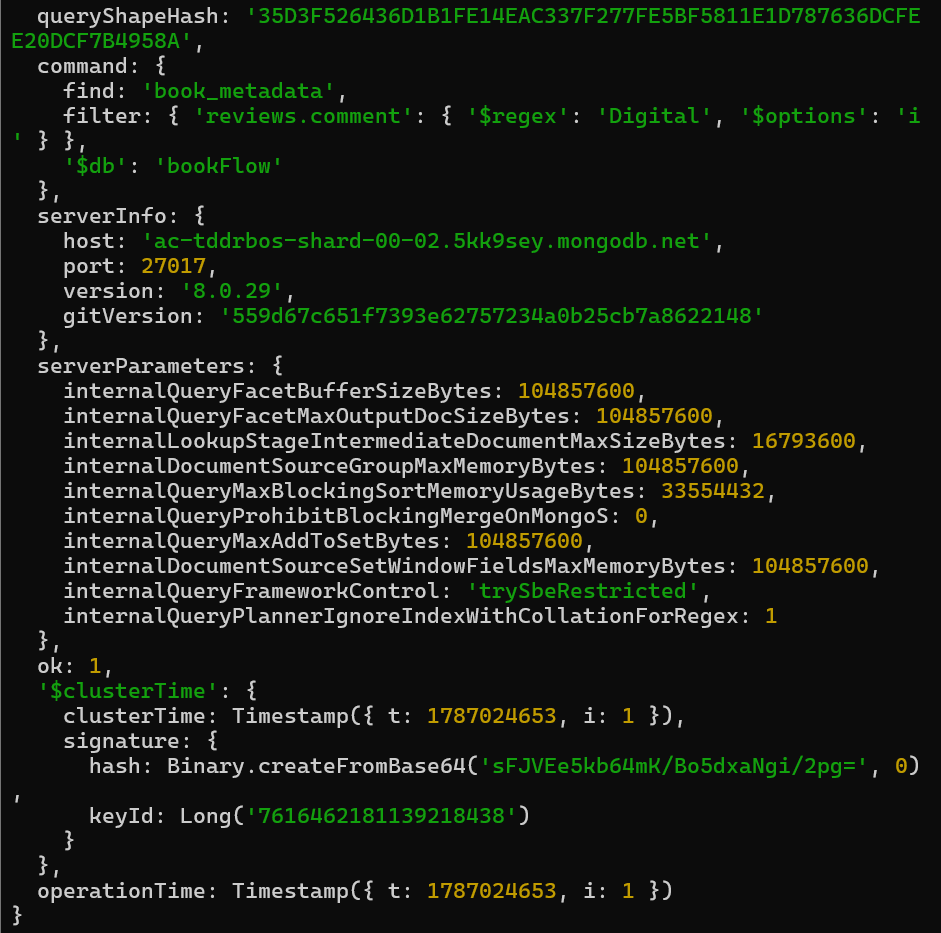 queryShapeHash: '35D3F526436D1B1FE14EAC337F277FE5BF5811E1D787636DCFE
E20DCF7B4958A',
  command: {
    find: 'book_metadata',
    filter: { 'reviews.comment': { '$regex': 'Digital', '$options': 'i
' } },
    '$db': 'bookFlow'
  },
  serverInfo: {
    host: 'ac-tddrbos-shard-00-02.5kk9sey.mongodb.net',
    port: 27017,
    version: '8.0.29',
    gitVersion: '559d67c651f7393e62757234a0b25cb7a8622148'
  },
  serverParameters: {
    internalQueryFacetBufferSizeBytes: 104857600,
    internalQueryFacetMaxOutputDocSizeBytes: 104857600,
    internalLookupStageIntermediateDocumentMaxSizeBytes: 16793600,
    internalDocumentSourceGroupMaxMemoryBytes: 104857600,
    internalQueryMaxBlockingSortMemoryUsageBytes: 33554432,
    internalQueryProhibitBlockingMergeOnMongoS: 0,
    internalQueryMaxAddToSetBytes: 104857600,
    internalDocumentSourceSetWindowFieldsMaxMemoryBytes: 104857600,
    internalQueryFrameworkControl: 'trySbeRestricted',
    internalQueryPlannerIgnoreIndexWithCollationForRegex: 1
  },
  ok: 1,
  '$clusterTime': {
    clusterTime: Timestamp({ t: 1787024653, i: 1 }),
    signature: {
      hash: Binary.createFromBase64('sFJVEe5kb64mK/Bo5dxaNgi/2pg=', 0)
,
      keyId: Long('7616462181139218438')
    }
  },
  operationTime: Timestamp({ t: 1787024653, i: 1 })
}